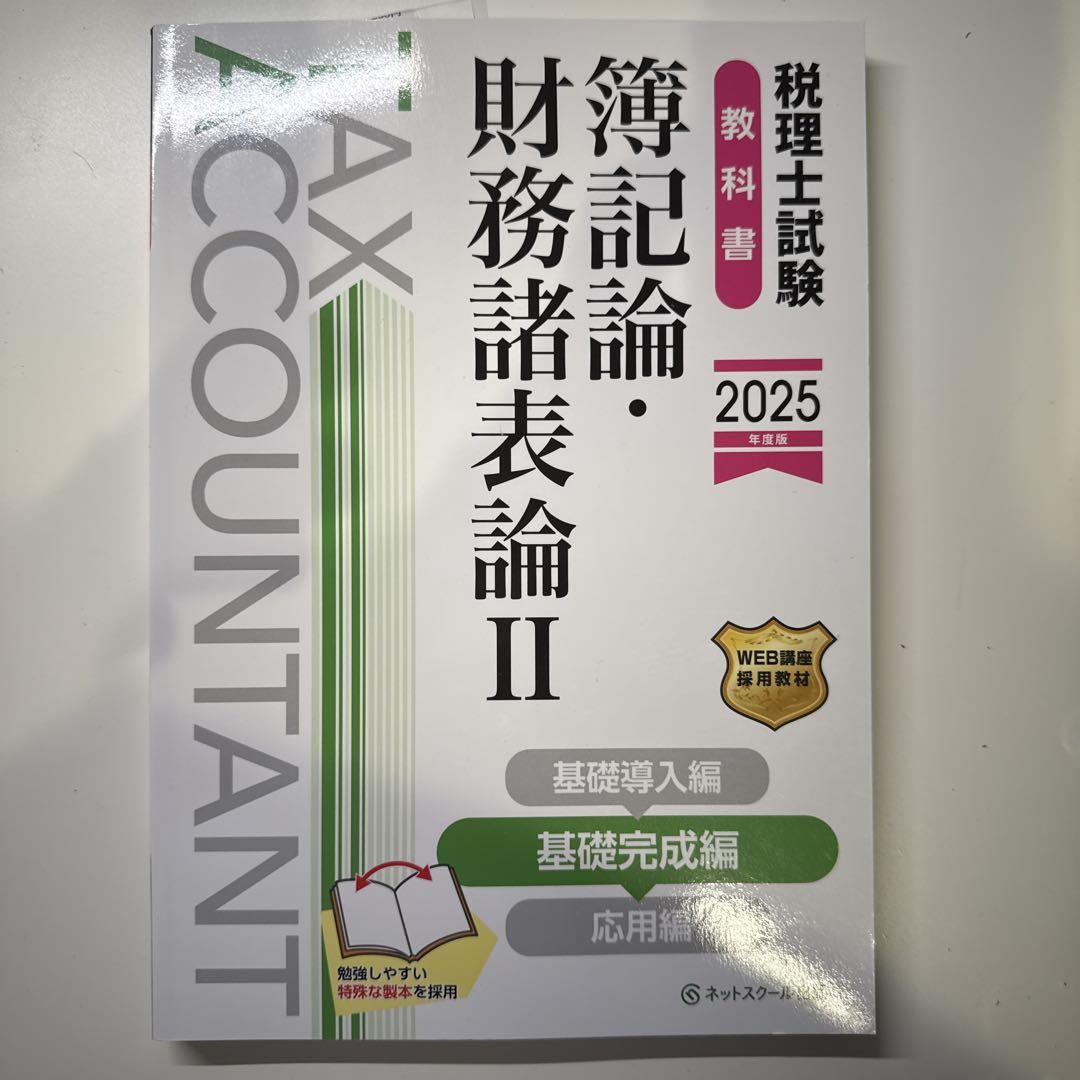 税理士試験
教科書
2025
年度版
簿記論・
財務諸表論II
TAX
ACCOUNTANT
WEB講座
採用教材
基礎導入編
基礎完成編
応用編
勉強しやすい
特殊な製本を採用
ネットスクール